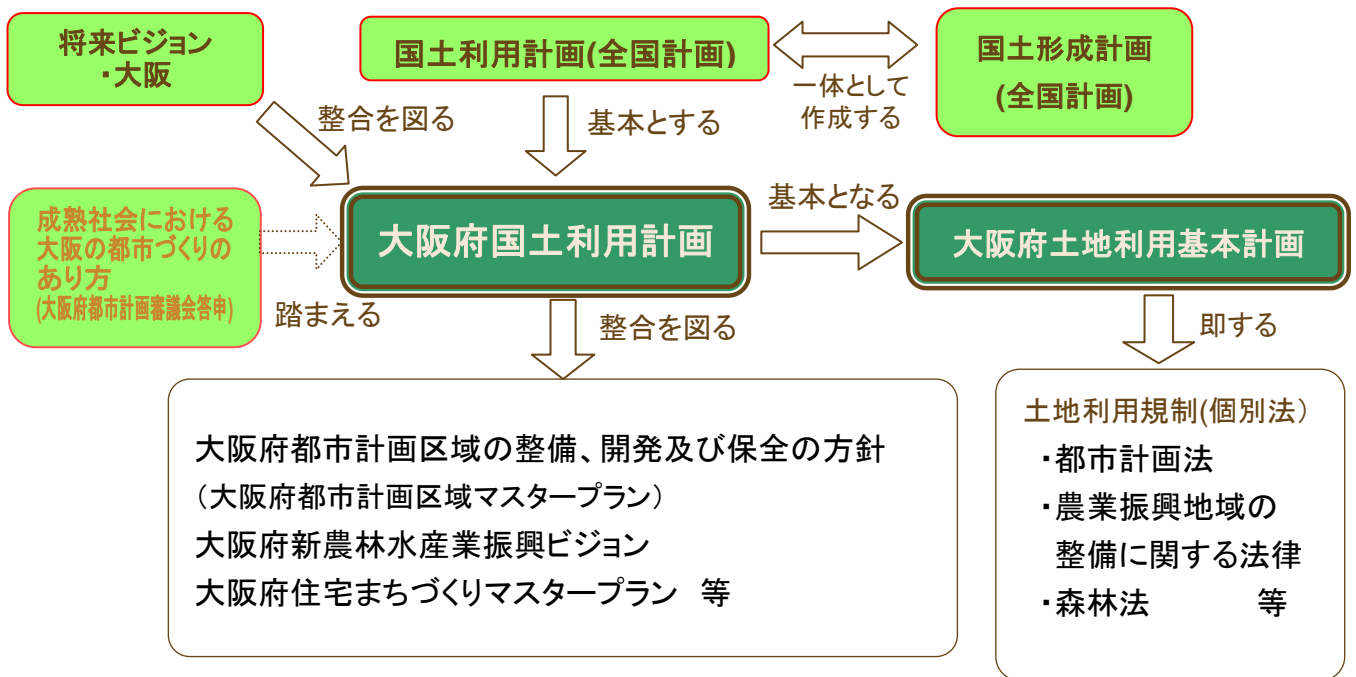 将来ビジョン
・大阪
国土利用計画(全国計画)
国土形成計画
(全国計画)
一体として
作成する
整合を図る
基本とする
成熟社会における
大阪の都市づくりの
あり方
(大阪府都市計画審議会答申)
踏まえる
大阪府国土利用計画
基本となる
大阪府土地利用基本計画
整合を図る
即する
大阪府都市計画区域の整備、開発及び保全の方針
（大阪府都市計画区域マスタープラン）
大阪府新農林水産業振興ビジョン
大阪府住宅まちづくりマスタープラン　等
土地利用規制(個別法）
・都市計画法
・農業振興地域の
整備に関する法律
・森林法　　　等